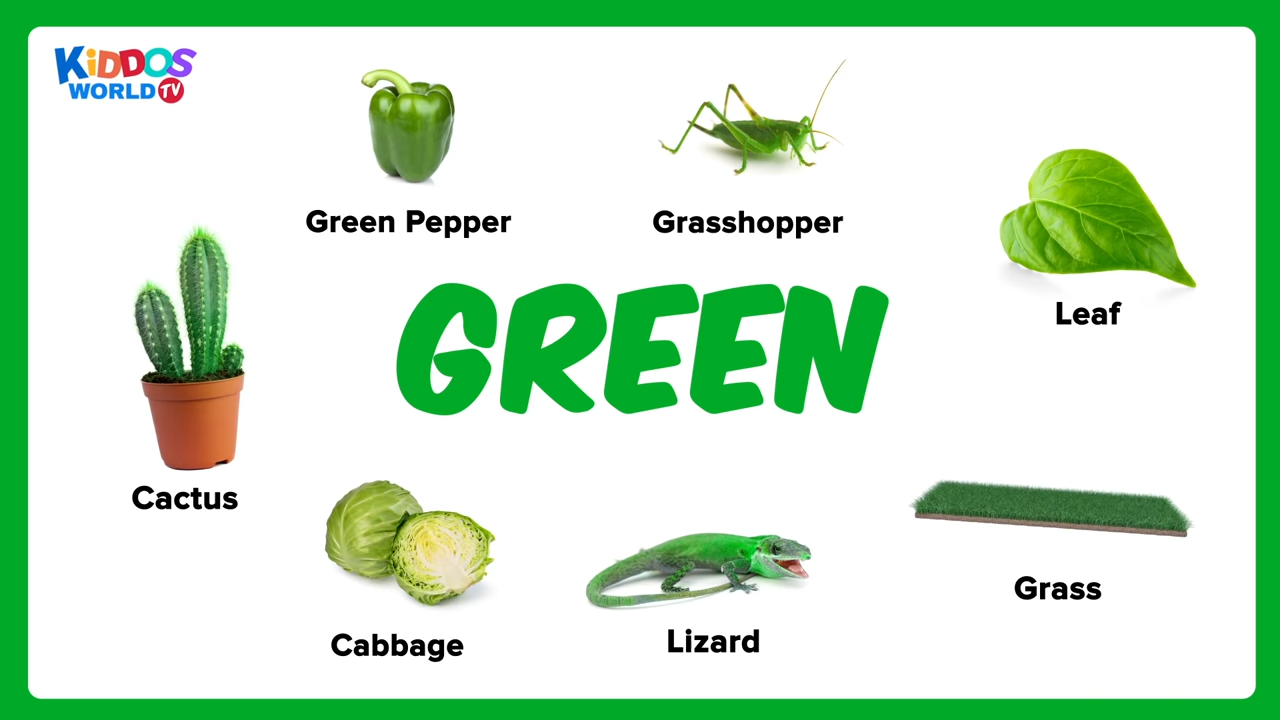 KiDDOS
WORLD TV
Green Pepper
Grasshopper
Leaf
GREEN
Cactus
Grass
Cabbage
Lizard